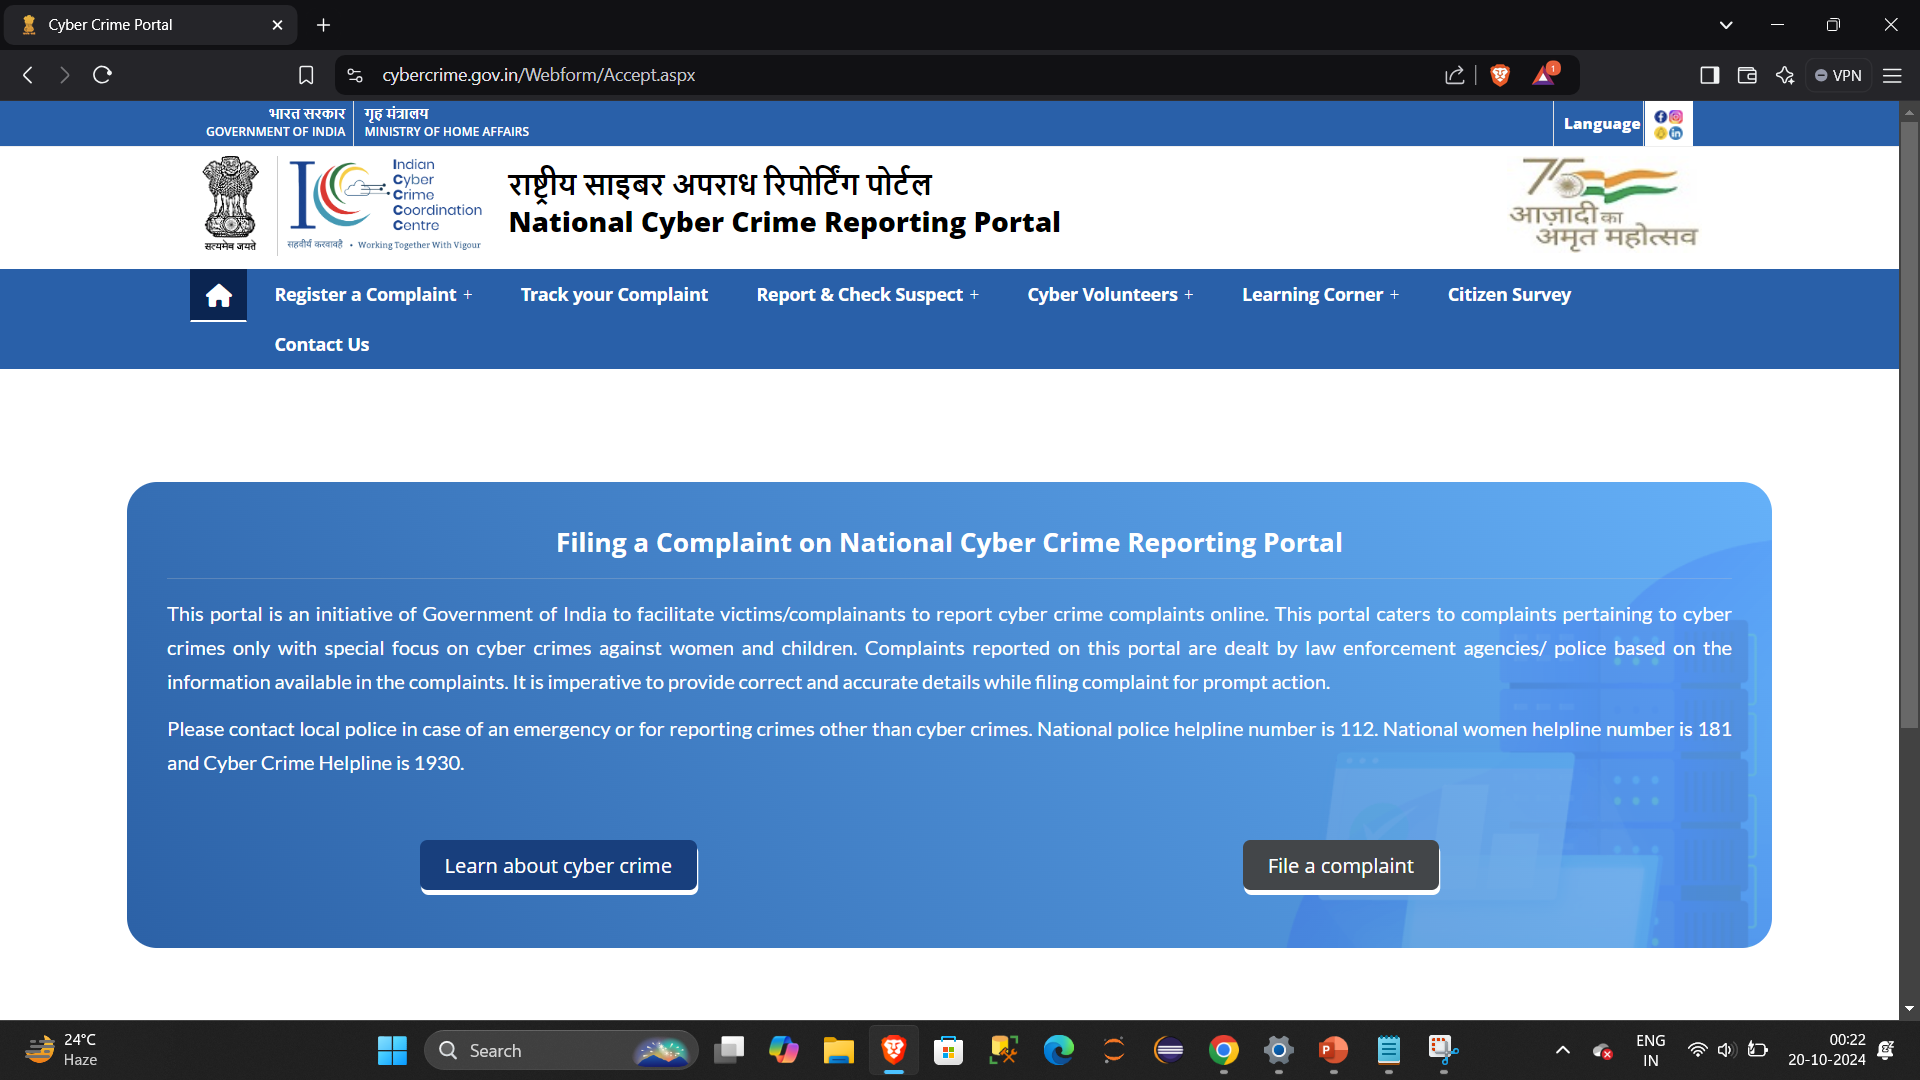 Cyber Crime Portal
cybercrime.gov.in/Webform/Accept.aspx
1
VPN
भारत सरकार
GOVERNMENT OF INDIA
गृह मंत्रालय
MINISTRY OF HOME AFFAIRS
Language
सत्यमेव जयते
Indian
Cyber
Crime
Coordination
Centre
सहवीर्यं करवावहै • Working Together With Vigour
राष्ट्रीय साइबर अपराध रिपोर्टिंग पोर्टल
National Cyber Crime Reporting Portal
75
आज़ादी का
अमृत महोत्सव
Register a Complaint +
Track your Complaint
Report & Check Suspect +
Cyber Volunteers +
Learning Corner +
Citizen Survey
Contact Us
Filing a Complaint on National Cyber Crime Reporting Portal
This portal is an initiative of Government of India to facilitate victims/complainants to report cyber crime complaints online. This portal caters to complaints pertaining to cyber
crimes only with special focus on cyber crimes against women and children. Complaints reported on this portal are dealt by law enforcement agencies/ police based on the
information available in the complaints. It is imperative to provide correct and accurate details while filing complaint for prompt action.
Please contact local police in case of an emergency or for reporting crimes other than cyber crimes. National police helpline number is 112. National women helpline number is 181
and Cyber Crime Helpline is 1930.
Learn about cyber crime
File a complaint
24°C
Haze
Search
ENG
IN
00:22
20-10-2024